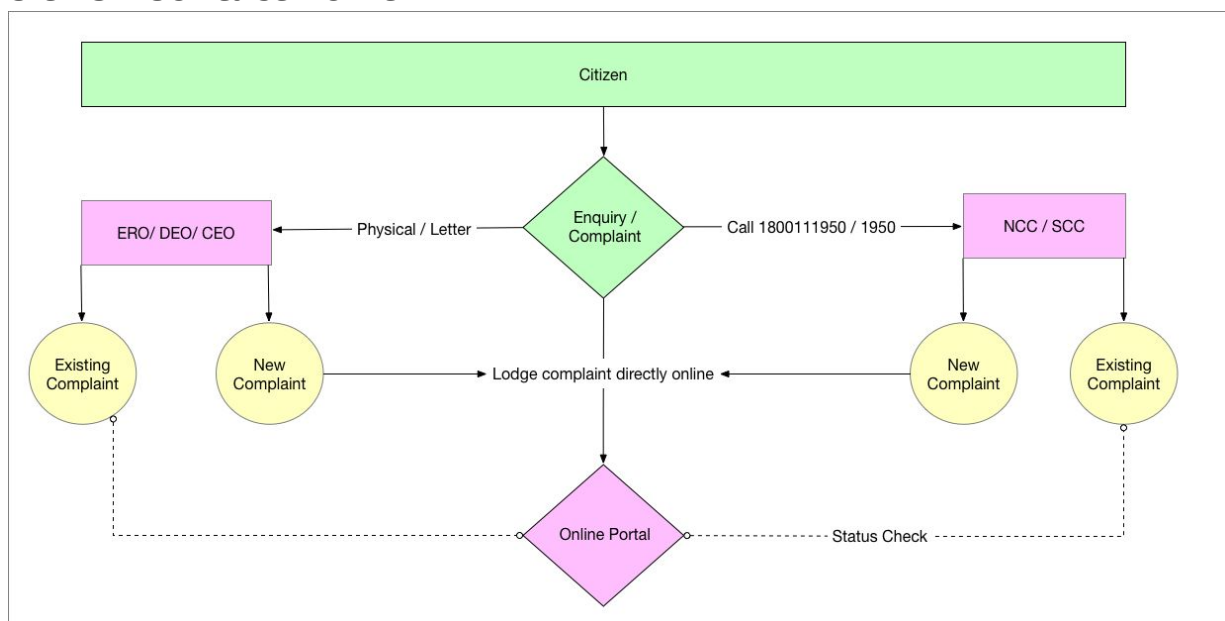 Citizen
Enquiry /
Complaint
ERO/ DEO/ CEO
Physical / Letter
Call 1800111950 / 1950
NCC / SCC
Existing
Complaint
New
Complaint
Lodge complaint directly online
New
Complaint
Existing
Complaint
Online Portal
Status Check